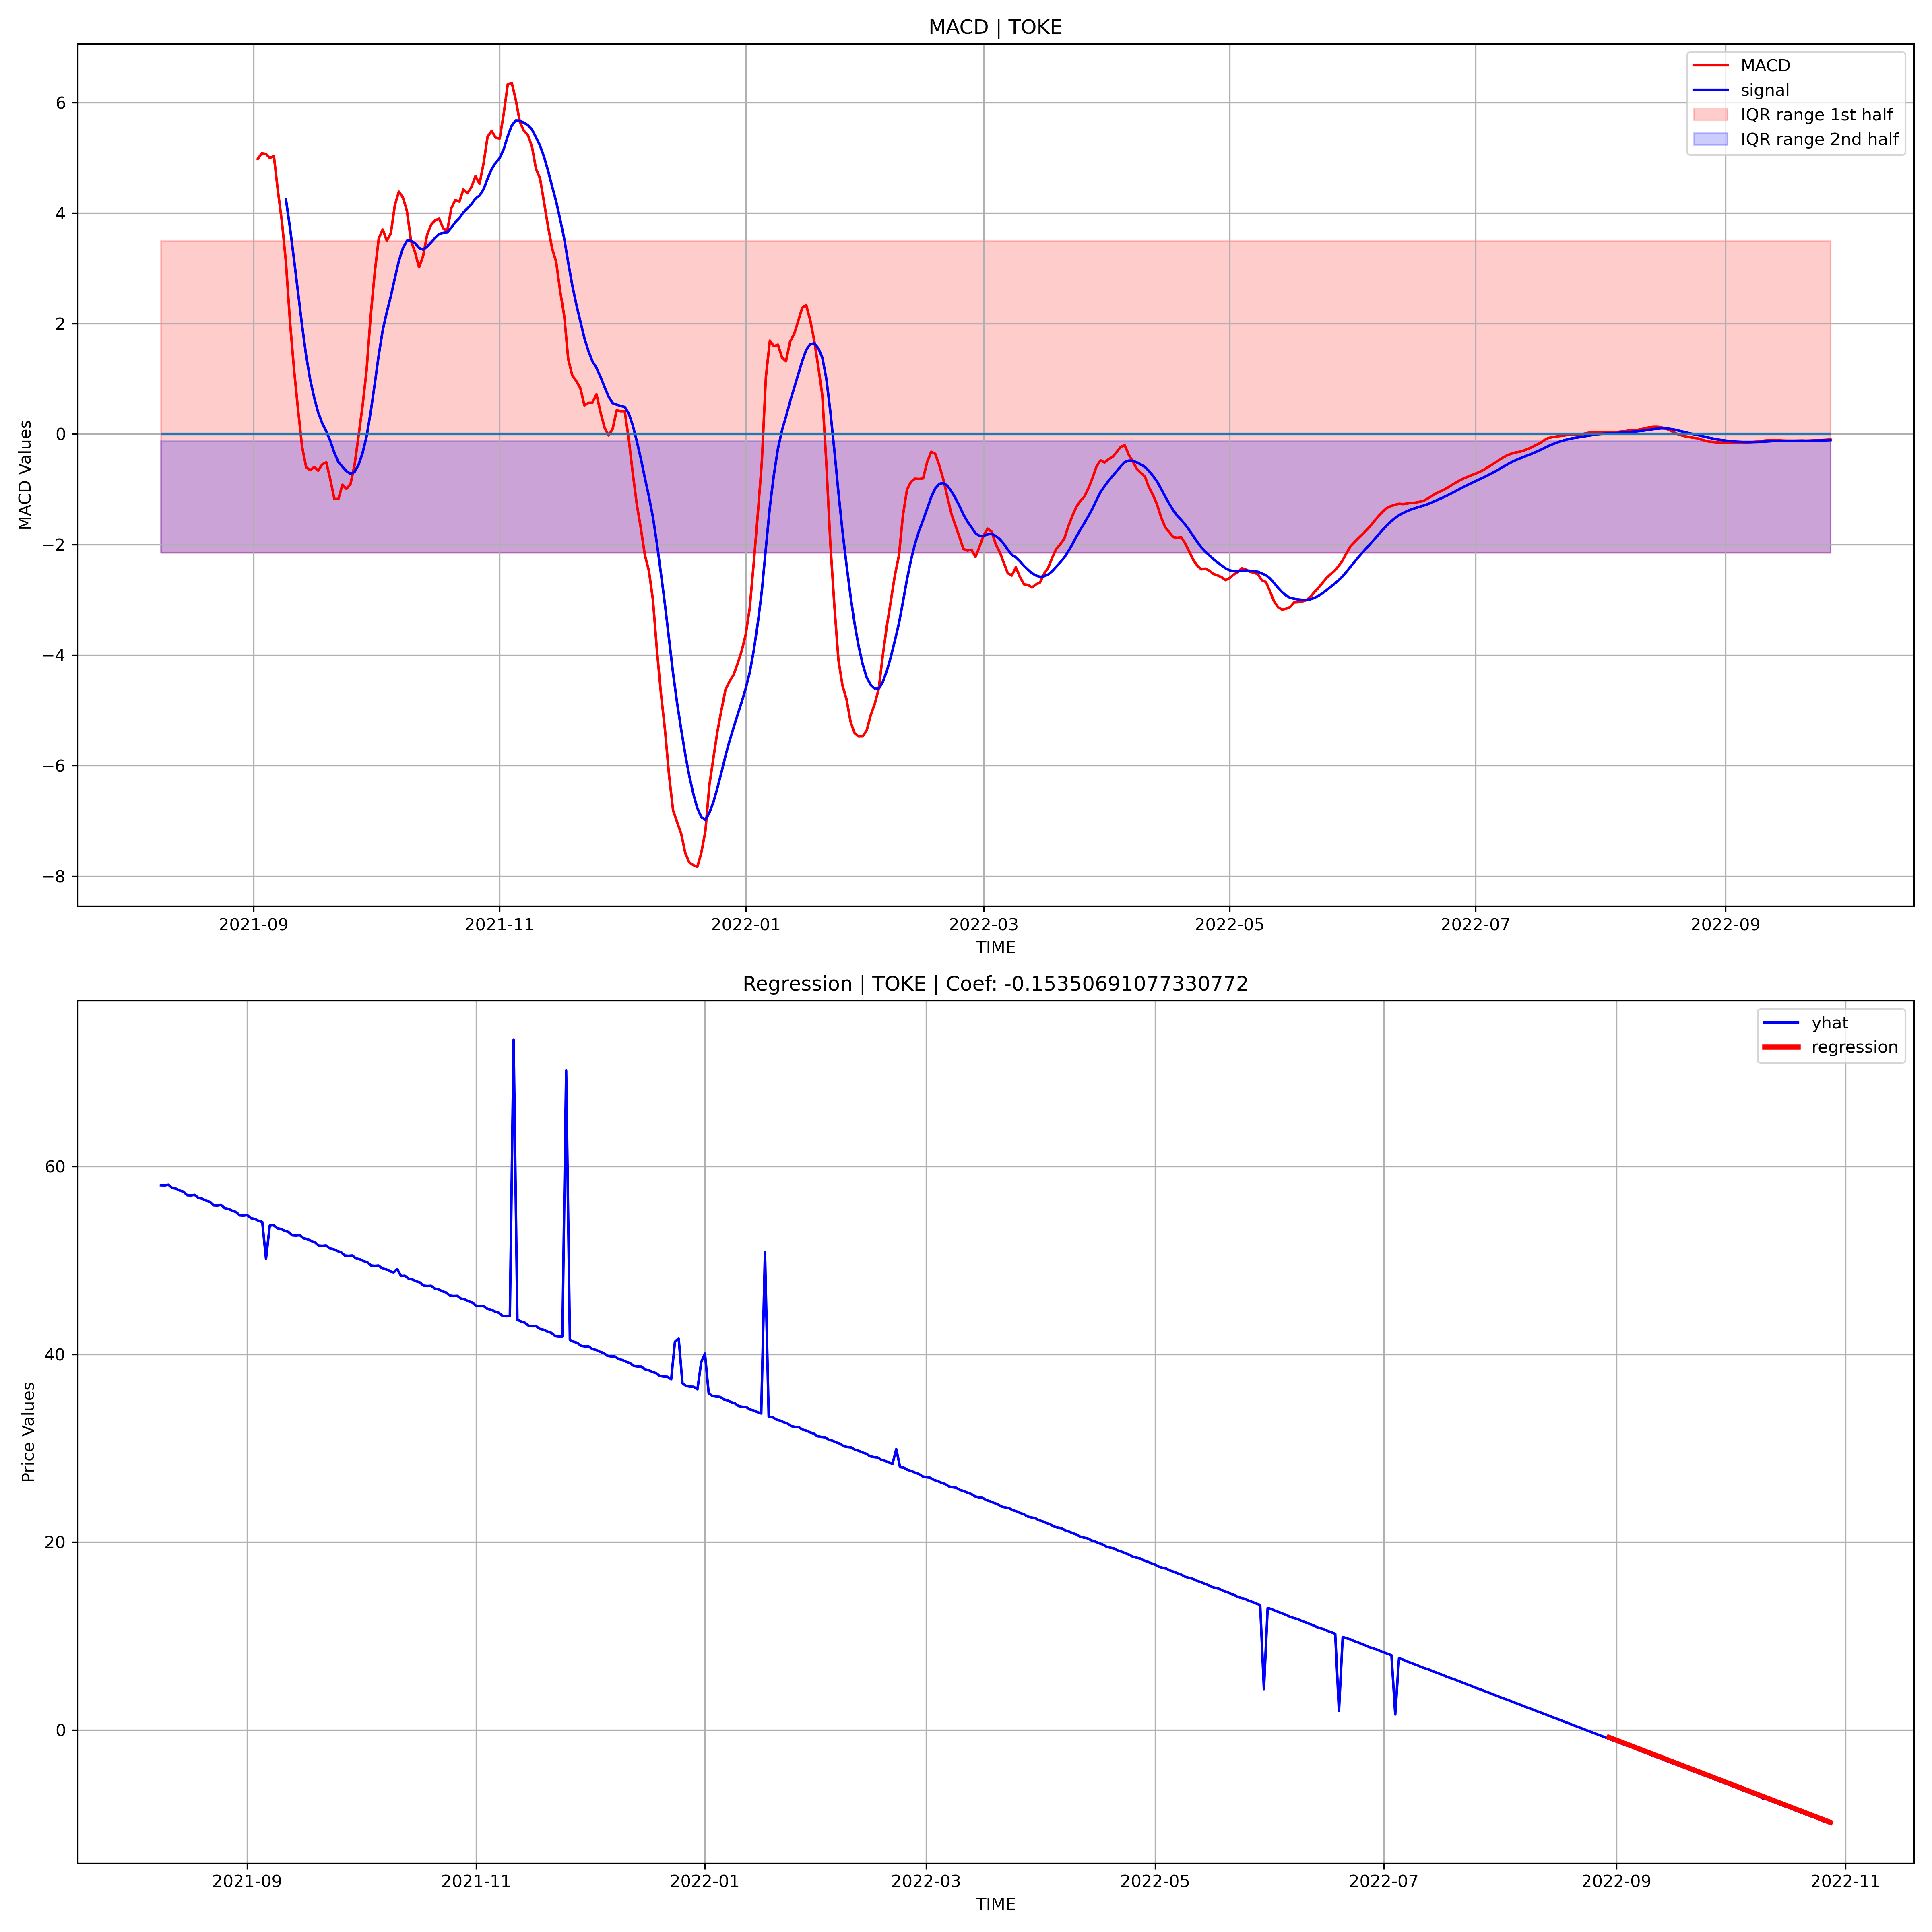 MACD | TOKE
MACD
signal
IQR range 1st half
IQR range 2nd half
MACD Values
6
4
2
0
−2
−4
−6
−8
2021-09 2021-11 2022-01 2022-03 2022-05 2022-07 2022-09
TIME
Regression | TOKE | Coef: -0.15350691077330772
yhat
regression
Price Values
60
40
20
0
2021-09 2021-11 2022-01 2022-03 2022-05 2022-07 2022-09 2022-11
TIME